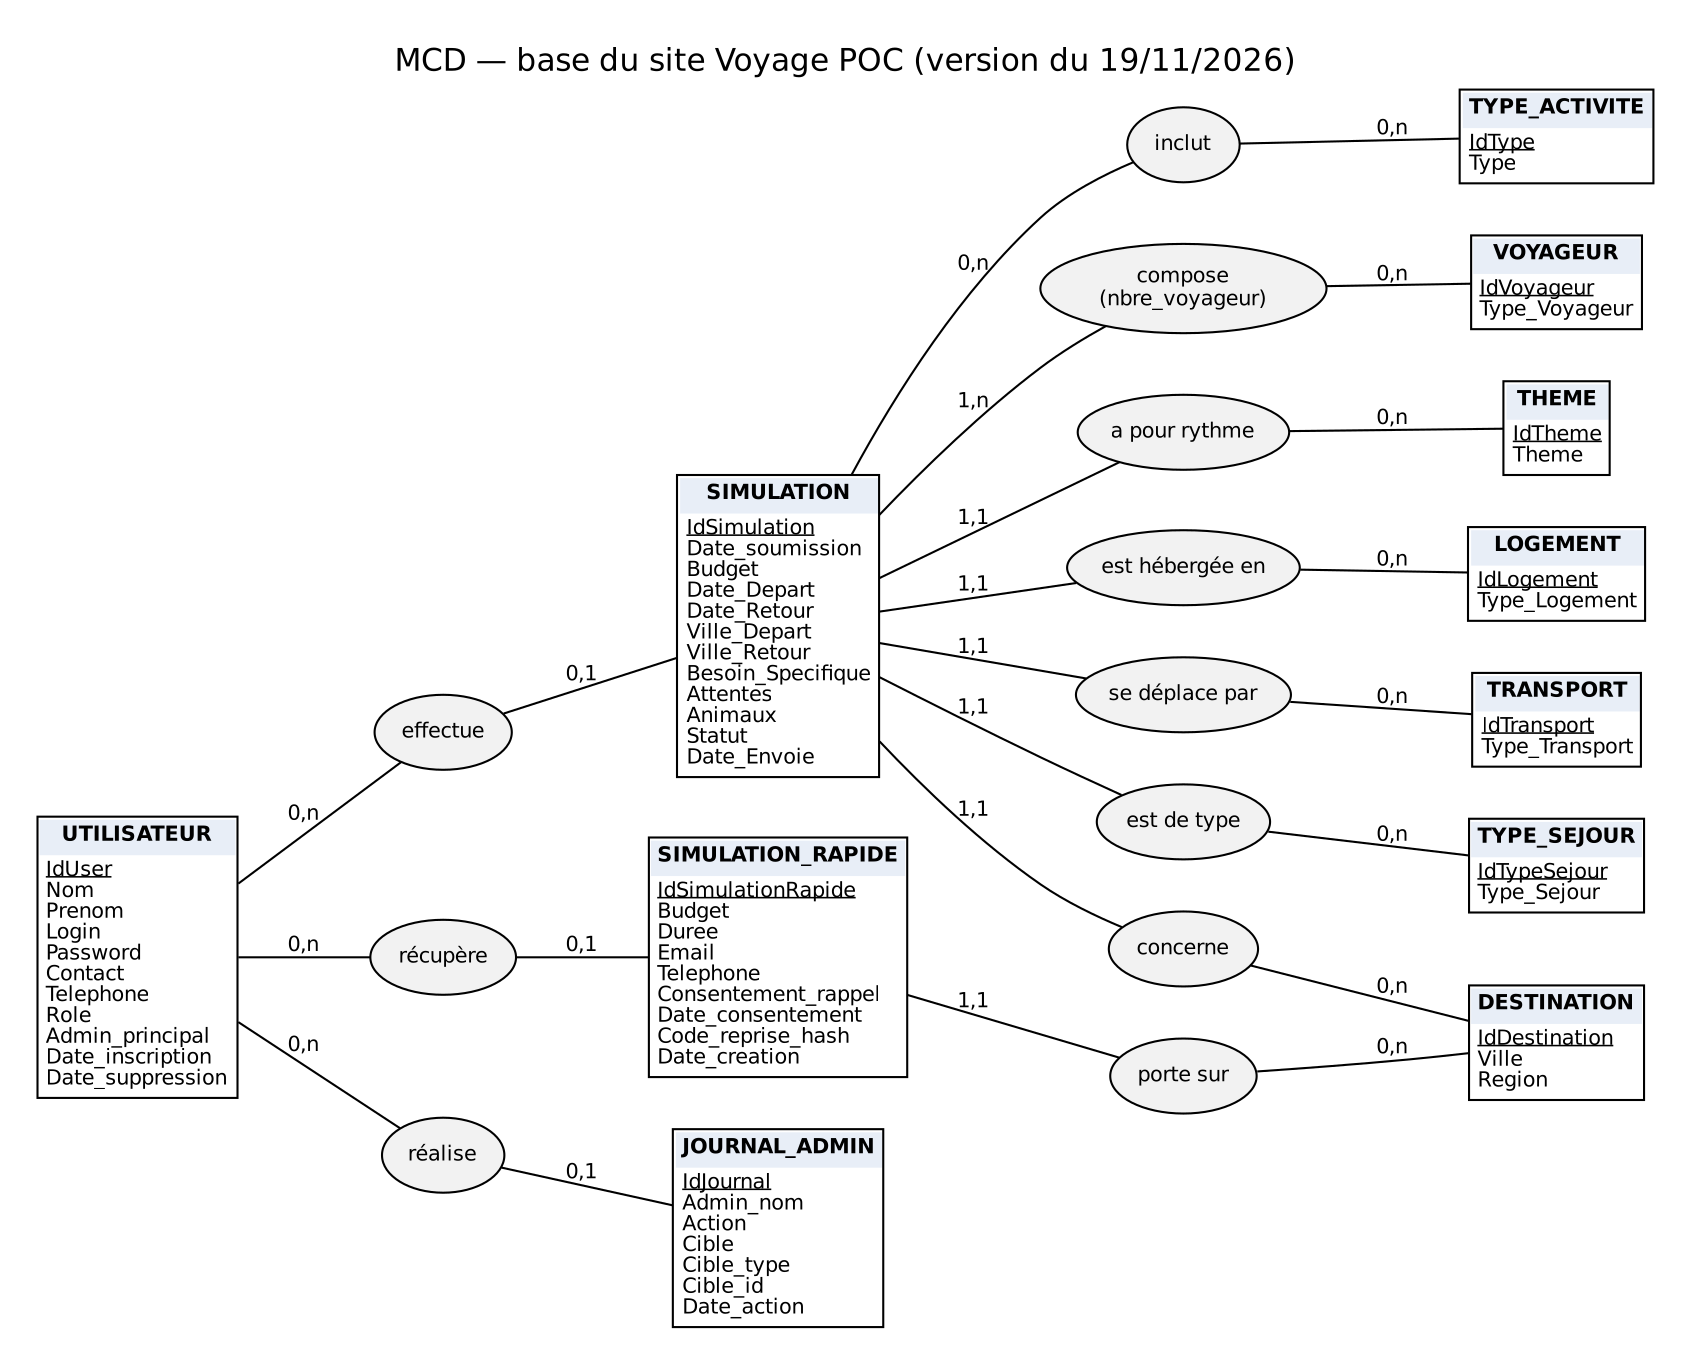 MCD — base du site Voyage POC (version du 19/11/2026)
inclut
0,n
0,n
TYPE_ACTIVITE
IdType
Type
compose
(nbre_voyageur)
0,n
1,n
VOYAGEUR
IdVoyageur
Type_Voyageur
a pour rythme
0,n
1,1
THEME
IdTheme
Theme
est hébergée en
0,n
1,1
LOGEMENT
IdLogement
Type_Logement
se déplace par
0,n
1,1
TRANSPORT
IdTransport
Type_Transport
est de type
0,n
1,1
TYPE_SEJOUR
IdTypeSejour
Type_Sejour
concerne
0,n
1,1
DESTINATION
IdDestination
Ville
Region
porte sur
0,n
1,1
SIMULATION
IdSimulation
Date_soumission
Budget
Date_Depart
Date_Retour
Ville_Depart
Ville_Retour
Besoin_Specifique
Attentes
Animaux
Statut
Date_Envoie
effectue
0,1
0,n
UTILISATEUR
IdUser
Nom
Prenom
Login
Password
Contact
Telephone
Role
Admin_principal
Date_inscription
Date_suppression
récupère
0,n
0,1
SIMULATION_RAPIDE
IdSimulationRapide
Budget
Duree
Email
Telephone
Consentement_rappel
Date_consentement
Code_reprise_hash
Date_creation
réalise
0,n
0,1
JOURNAL_ADMIN
IdJournal
Admin_nom
Action
Cible
Cible_type
Cible_id
Date_action